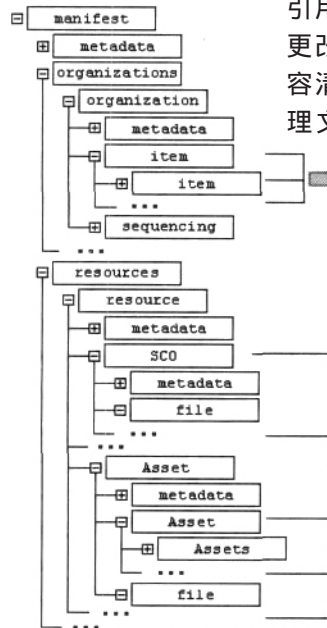 manifest
metadata
organizations
organization
metadata
item
item
...
sequencing
...
resources
resource
metadata
SCO
metadata
file
...
...
Asset
metadata
Asset
Assets
...
file
...
...
引用
更改
容清
理文